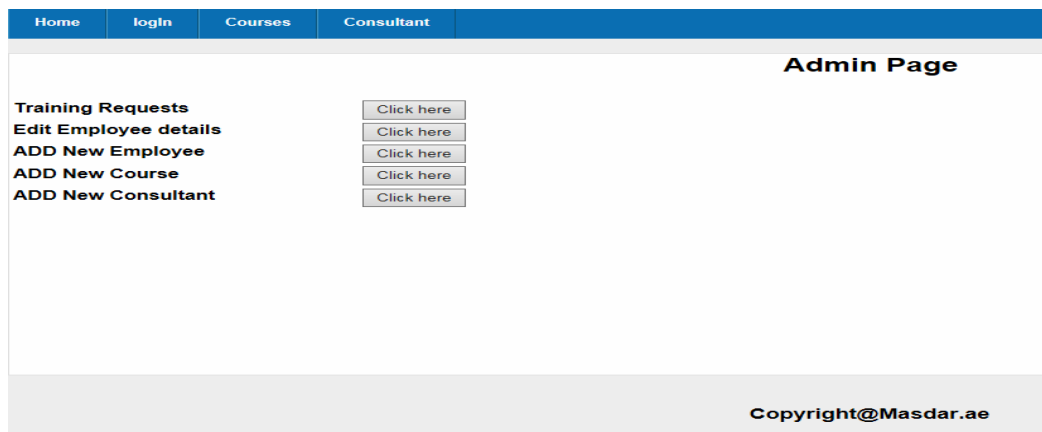 Home logIn Courses Consultant
Admin Page
Training Requests Click here
Edit Employee details Click here
ADD New Employee Click here
ADD New Course Click here
ADD New Consultant Click here
Copyright@Masdar.ae